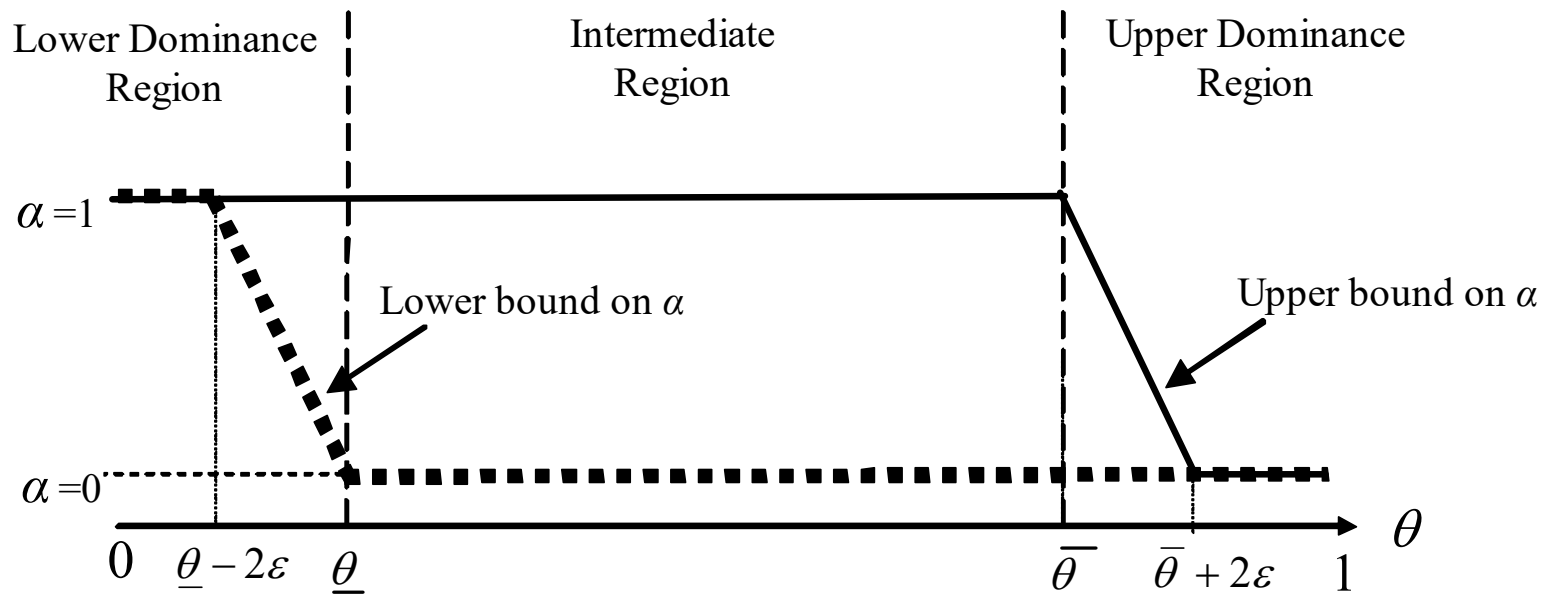 Lower Dominance
Region
Intermediate
Region
Upper Dominance
Region
α =1
Lower bound on α
Upper bound on α
α =0
θ
0
θ̲ − 2ε
θ̲
θ̅
θ̅ + 2ε
1